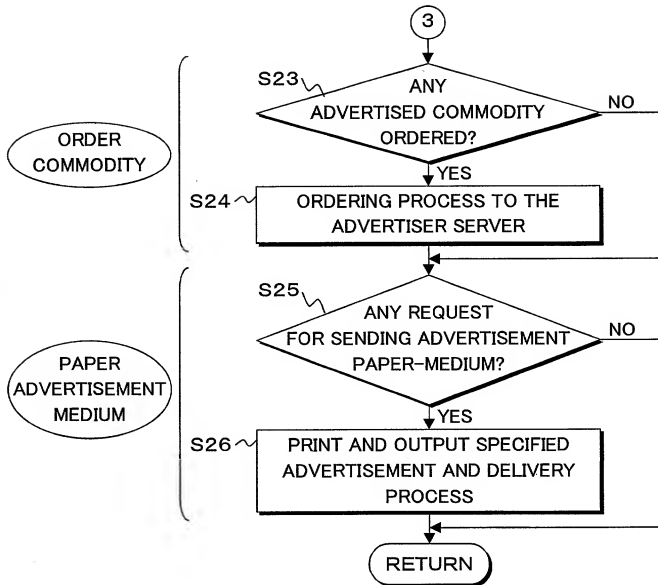 3
S23
ANY
ADVERTISED COMMODITY
ORDERED?
NO
ORDER
COMMODITY
YES
S24
ORDERING PROCESS TO THE
ADVERTISER SERVER
S25
ANY REQUEST
FOR SENDING ADVERTISEMENT
PAPER-MEDIUM?
NO
PAPER
ADVERTISEMENT
MEDIUM
YES
S26
PRINT AND OUTPUT SPECIFIED
ADVERTISEMENT AND DELIVERY
PROCESS
RETURN